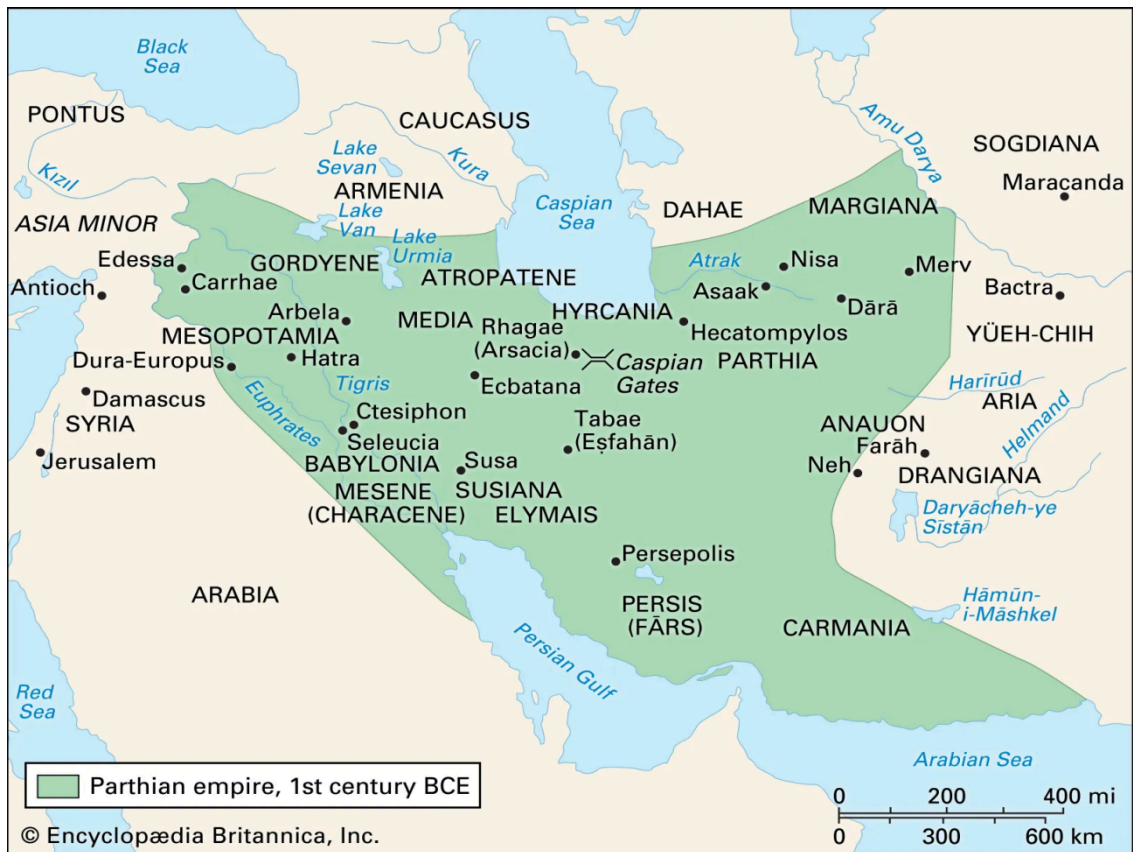 Black
Sea
PONTUS
CAUCASUS
Amu Darya
SOGDIANA
Kızıl
Lake
Sevan
Kura
Maracanda
ARMENIA
Caspian
Sea
DAHAE
MARGIANA
ASIA MINOR
Lake
Van
Lake
Urmia
Edessa
GORDYENE
ATROPATENE
Atrak
Nisa
Merv
Antioch
Carrhae
Asaak
Bactra
Arbela
MEDIA
HYRCANIA
Dārā
MESOPOTAMIA
Rhagae
(Arsacia)
Hecatompylos
YÜEH-CHIH
Dura-Europus
Hatra
Caspian
Gates
PARTHIA
Tigris
Ecbatana
Harīrūd
Damascus
Euphrates
Ctesiphon
Tabae
(Eṣfahān)
ARIA
SYRIA
Seleucia
ANAUON
Helmand
Jerusalem
BABYLONIA
Susa
Farāh
Neh
DRANGIANA
MESENE
(CHARACENE)
SUSIANA
ELYMAIS
Daryācheh-ye
Sīstān
Persepolis
ARABIA
PERSIS
(FĀRS)
CARMANIA
Hāmūn-
i-Māshkel
Persian Gulf
Red
Sea
Arabian Sea
Parthian empire, 1st century BCE
0 200 400 mi
0 300 600 km
© Encyclopædia Britannica, Inc.